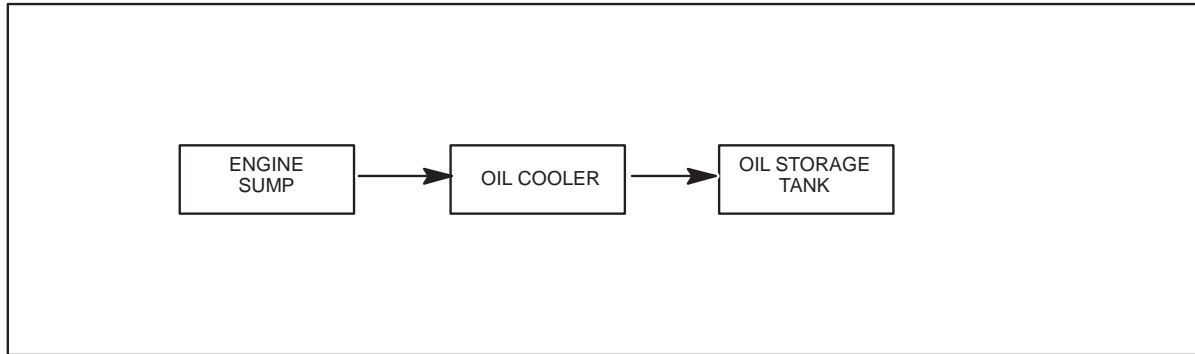 ENGINE
SUMP
OIL COOLER
OIL STORAGE
TANK